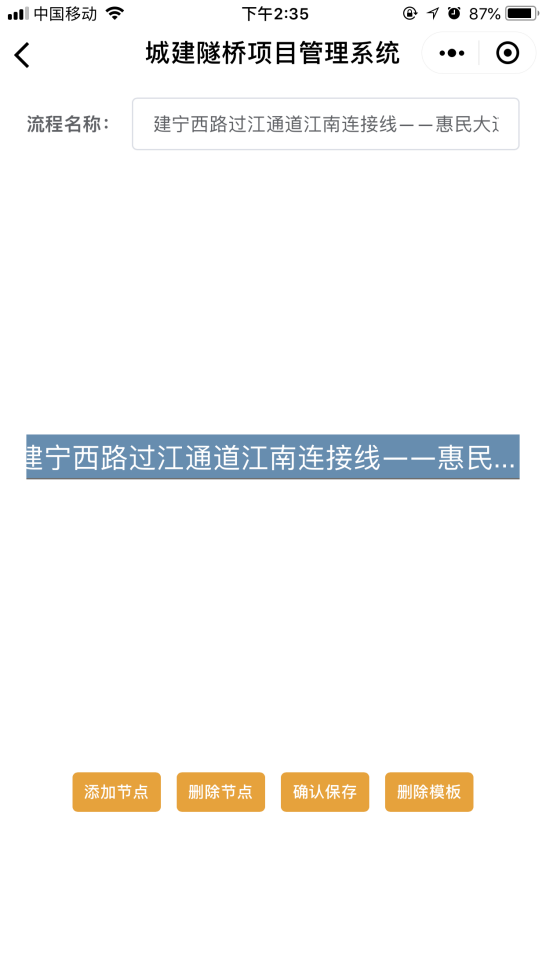 中国移动 下午2:35 87%
城建隧桥项目管理系统
流程名称： 建宁西路过江通道江南连接线——惠民大
建宁西路过江通道江南连接线——惠民...
添加节点 删除节点 确认保存 删除模板